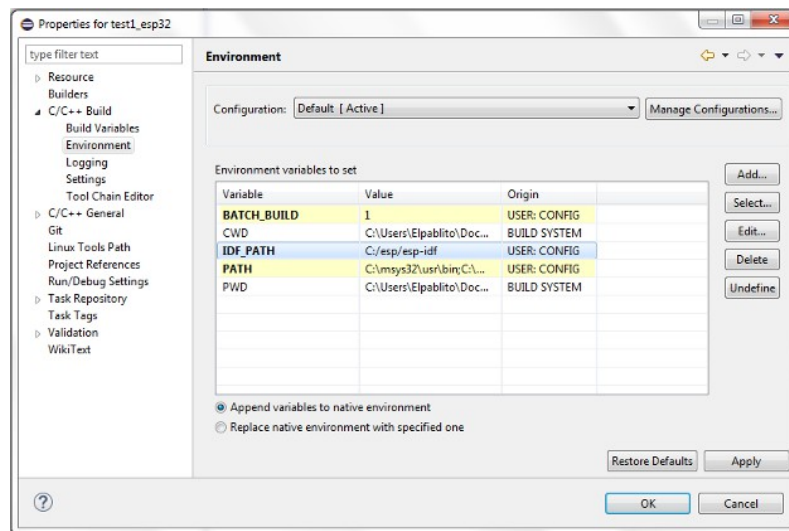 Properties for test1_esp32
type filter text
Resource
Builders
C/C++ Build
Build Variables
Environment
Logging
Settings
Tool Chain Editor
C/C++ General
Git
Linux Tools Path
Project References
Run/Debug Settings
Task Repository
Task Tags
Validation
WikiText
Environment
Configuration: Default [ Active ] Manage Configurations...
Environment variables to set
Variable Value Origin
BATCH_BUILD 1 USER: CONFIG
CWD C:\Users\Elpablito\Doc... BUILD SYSTEM
IDF_PATH C:/esp/esp-idf USER: CONFIG
PATH C:\msys32\usr\bin;C:\... USER: CONFIG
PWD C:\Users\Elpablito\Doc... BUILD SYSTEM
Add...
Select...
Edit...
Delete
Undefine
Append variables to native environment
Replace native environment with specified one
Restore Defaults Apply
OK Cancel